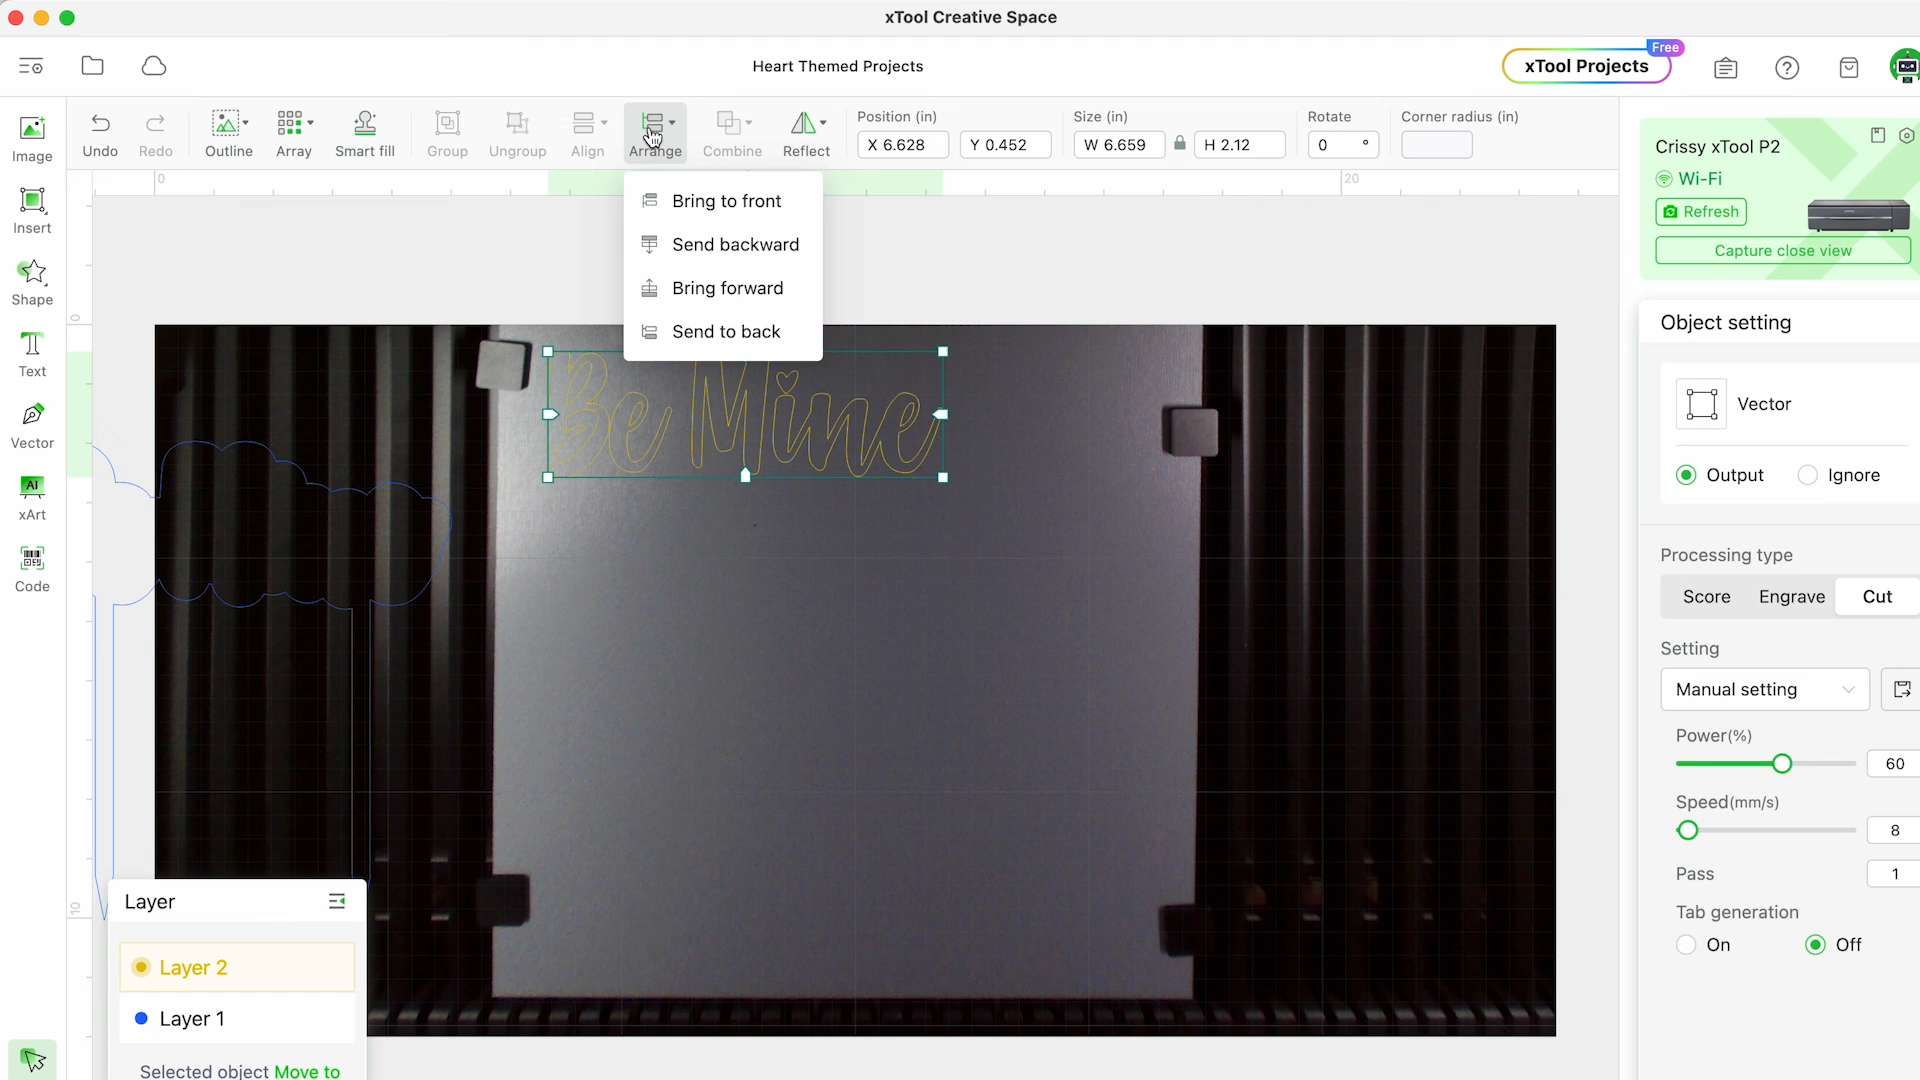 xTool Creative Space
Heart Themed Projects
xTool Projects
Free
Undo
Redo
Outline
Array
Smart fill
Group
Ungroup
Align
Arrange
Combine
Reflect
Position (in)
X 6.628
Y 0.452
Size (in)
W 6.659
H 2.12
Rotate
0 °
Corner radius (in)
Image
Insert
Shape
Text
Vector
AI
xArt
Code
0
20
0
10
Bring to front
Send backward
Bring forward
Send to back
Be Mine
Layer
Layer 2
Layer 1
Selected object Move to
Crissy xTool P2
Wi-Fi
Refresh
Capture close view
Object setting
Vector
Output
Ignore
Processing type
Score
Engrave
Cut
Setting
Manual setting
Power(%)
60
Speed(mm/s)
8
Pass
1
Tab generation
On
Off